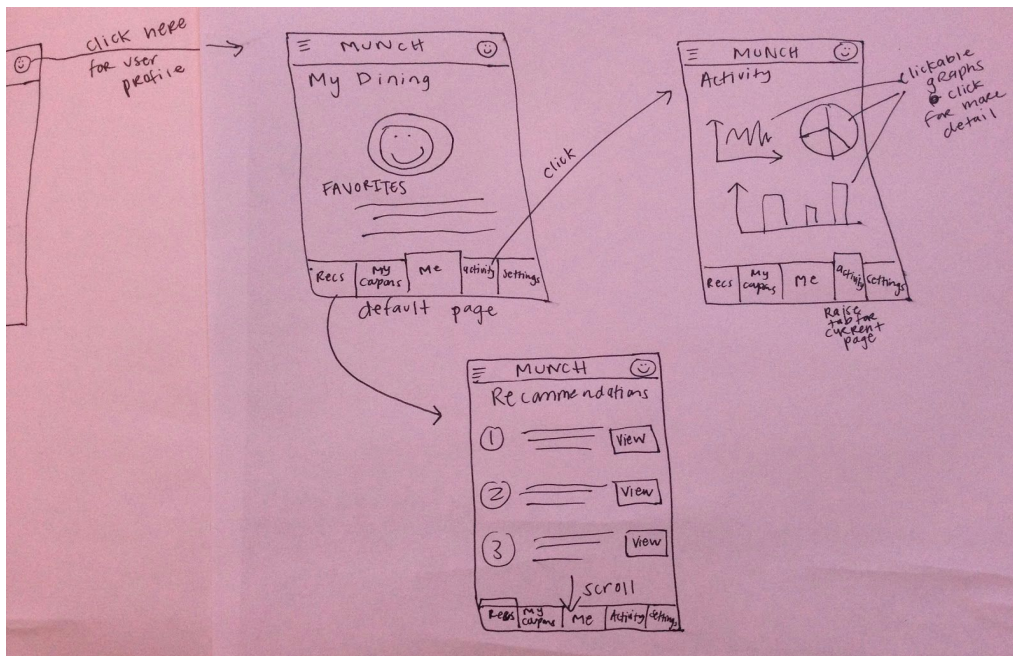 click here
for user
profile
MUNCH
My Dining
FAVORITES
Recs
My
Coupons
Me
activity
Settings
default page
click
MUNCH
Activity
clickable
graphs
click
for more
detail
Recs
My
Coupons
Me
activity
settings
Raise
tab for
current
page
MUNCH
Recommendations
1
View
2
View
3
View
scroll
Recs
My
Coupons
Me
Activity
Settings